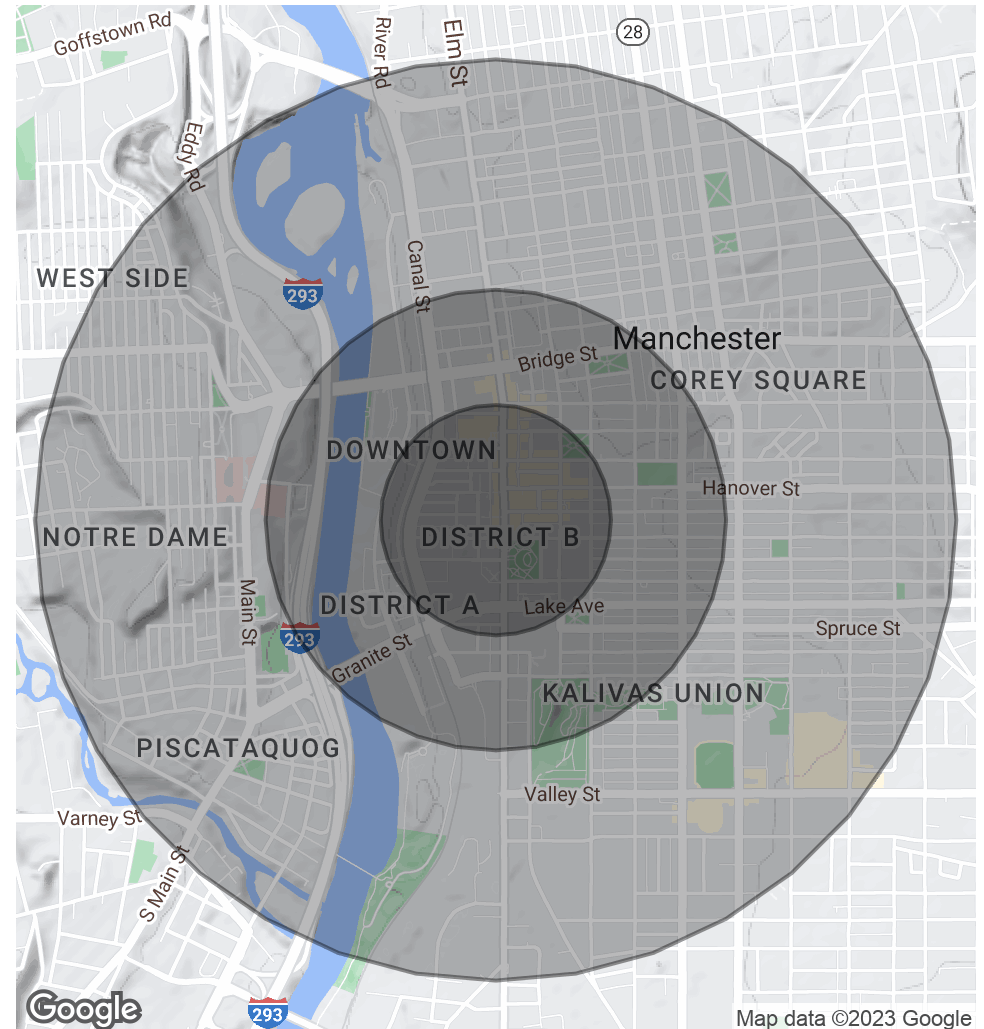 Goffstown Rd
River Rd
Elm St
28
Eddy Rd
Canal St
WEST SIDE
293
Manchester
Bridge St
COREY SQUARE
DOWNTOWN
Hanover St
NOTRE DAME
DISTRICT B
Main St
DISTRICT A
Lake Ave
293
Spruce St
Granite St
KALIVAS UNION
PISCATAQUOG
Valley St
Varney St
S Main St
Google
293
Map data ©2023 Google